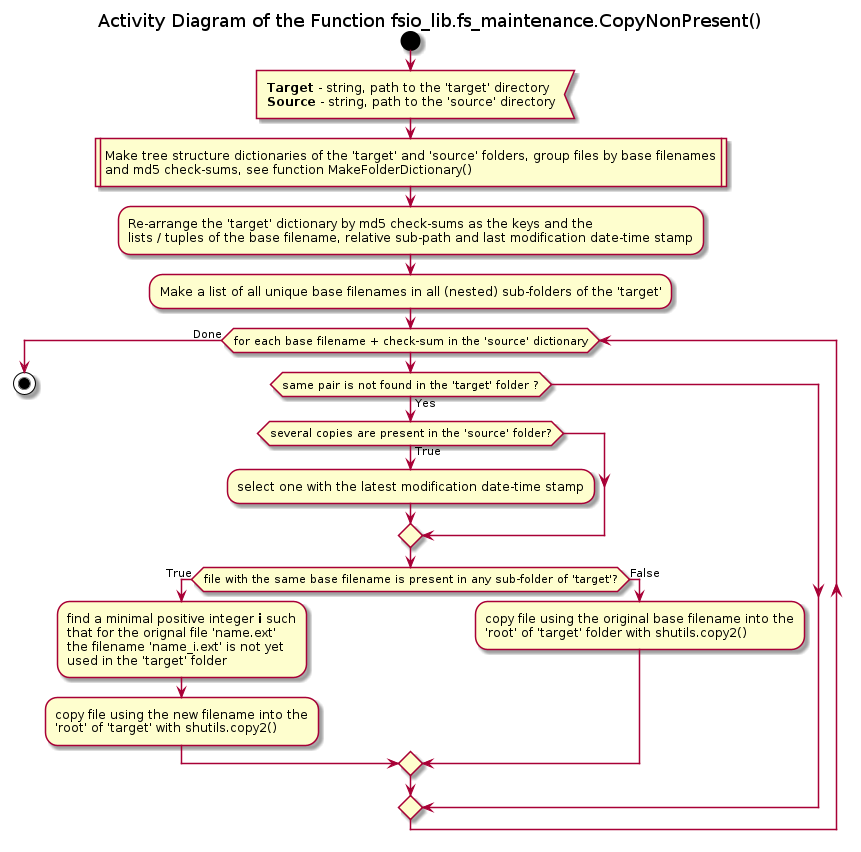 Activity Diagram of the Function fsio_lib.fs_maintenance.CopyNonPresent()
Target - string, path to the 'target' directory
Source - string, path to the 'source' directory
Make tree structure dictionaries of the 'target' and 'source' folders, group files by base filenames
and md5 check-sums, see function MakeFolderDictionary()
Re-arrange the 'target' dictionary by md5 check-sums as the keys and the
lists / tuples of the base filename, relative sub-path and last modification date-time stamp
Make a list of all unique base filenames in all (nested) sub-folders of the 'target'
Done
for each base filename + check-sum in the 'source' dictionary
same pair is not found in the 'target' folder ?
Yes
several copies are present in the 'source' folder?
True
select one with the latest modification date-time stamp
True
file with the same base filename is present in any sub-folder of 'target'?
False
find a minimal positive integer i such
that for the orignal file 'name.ext'
the filename 'name_i.ext' is not yet
used in the 'target' folder
copy file using the original base filename into the
'root' of 'target' folder with shutils.copy2()
copy file using the new filename into the
'root' of 'target' with shutils.copy2()